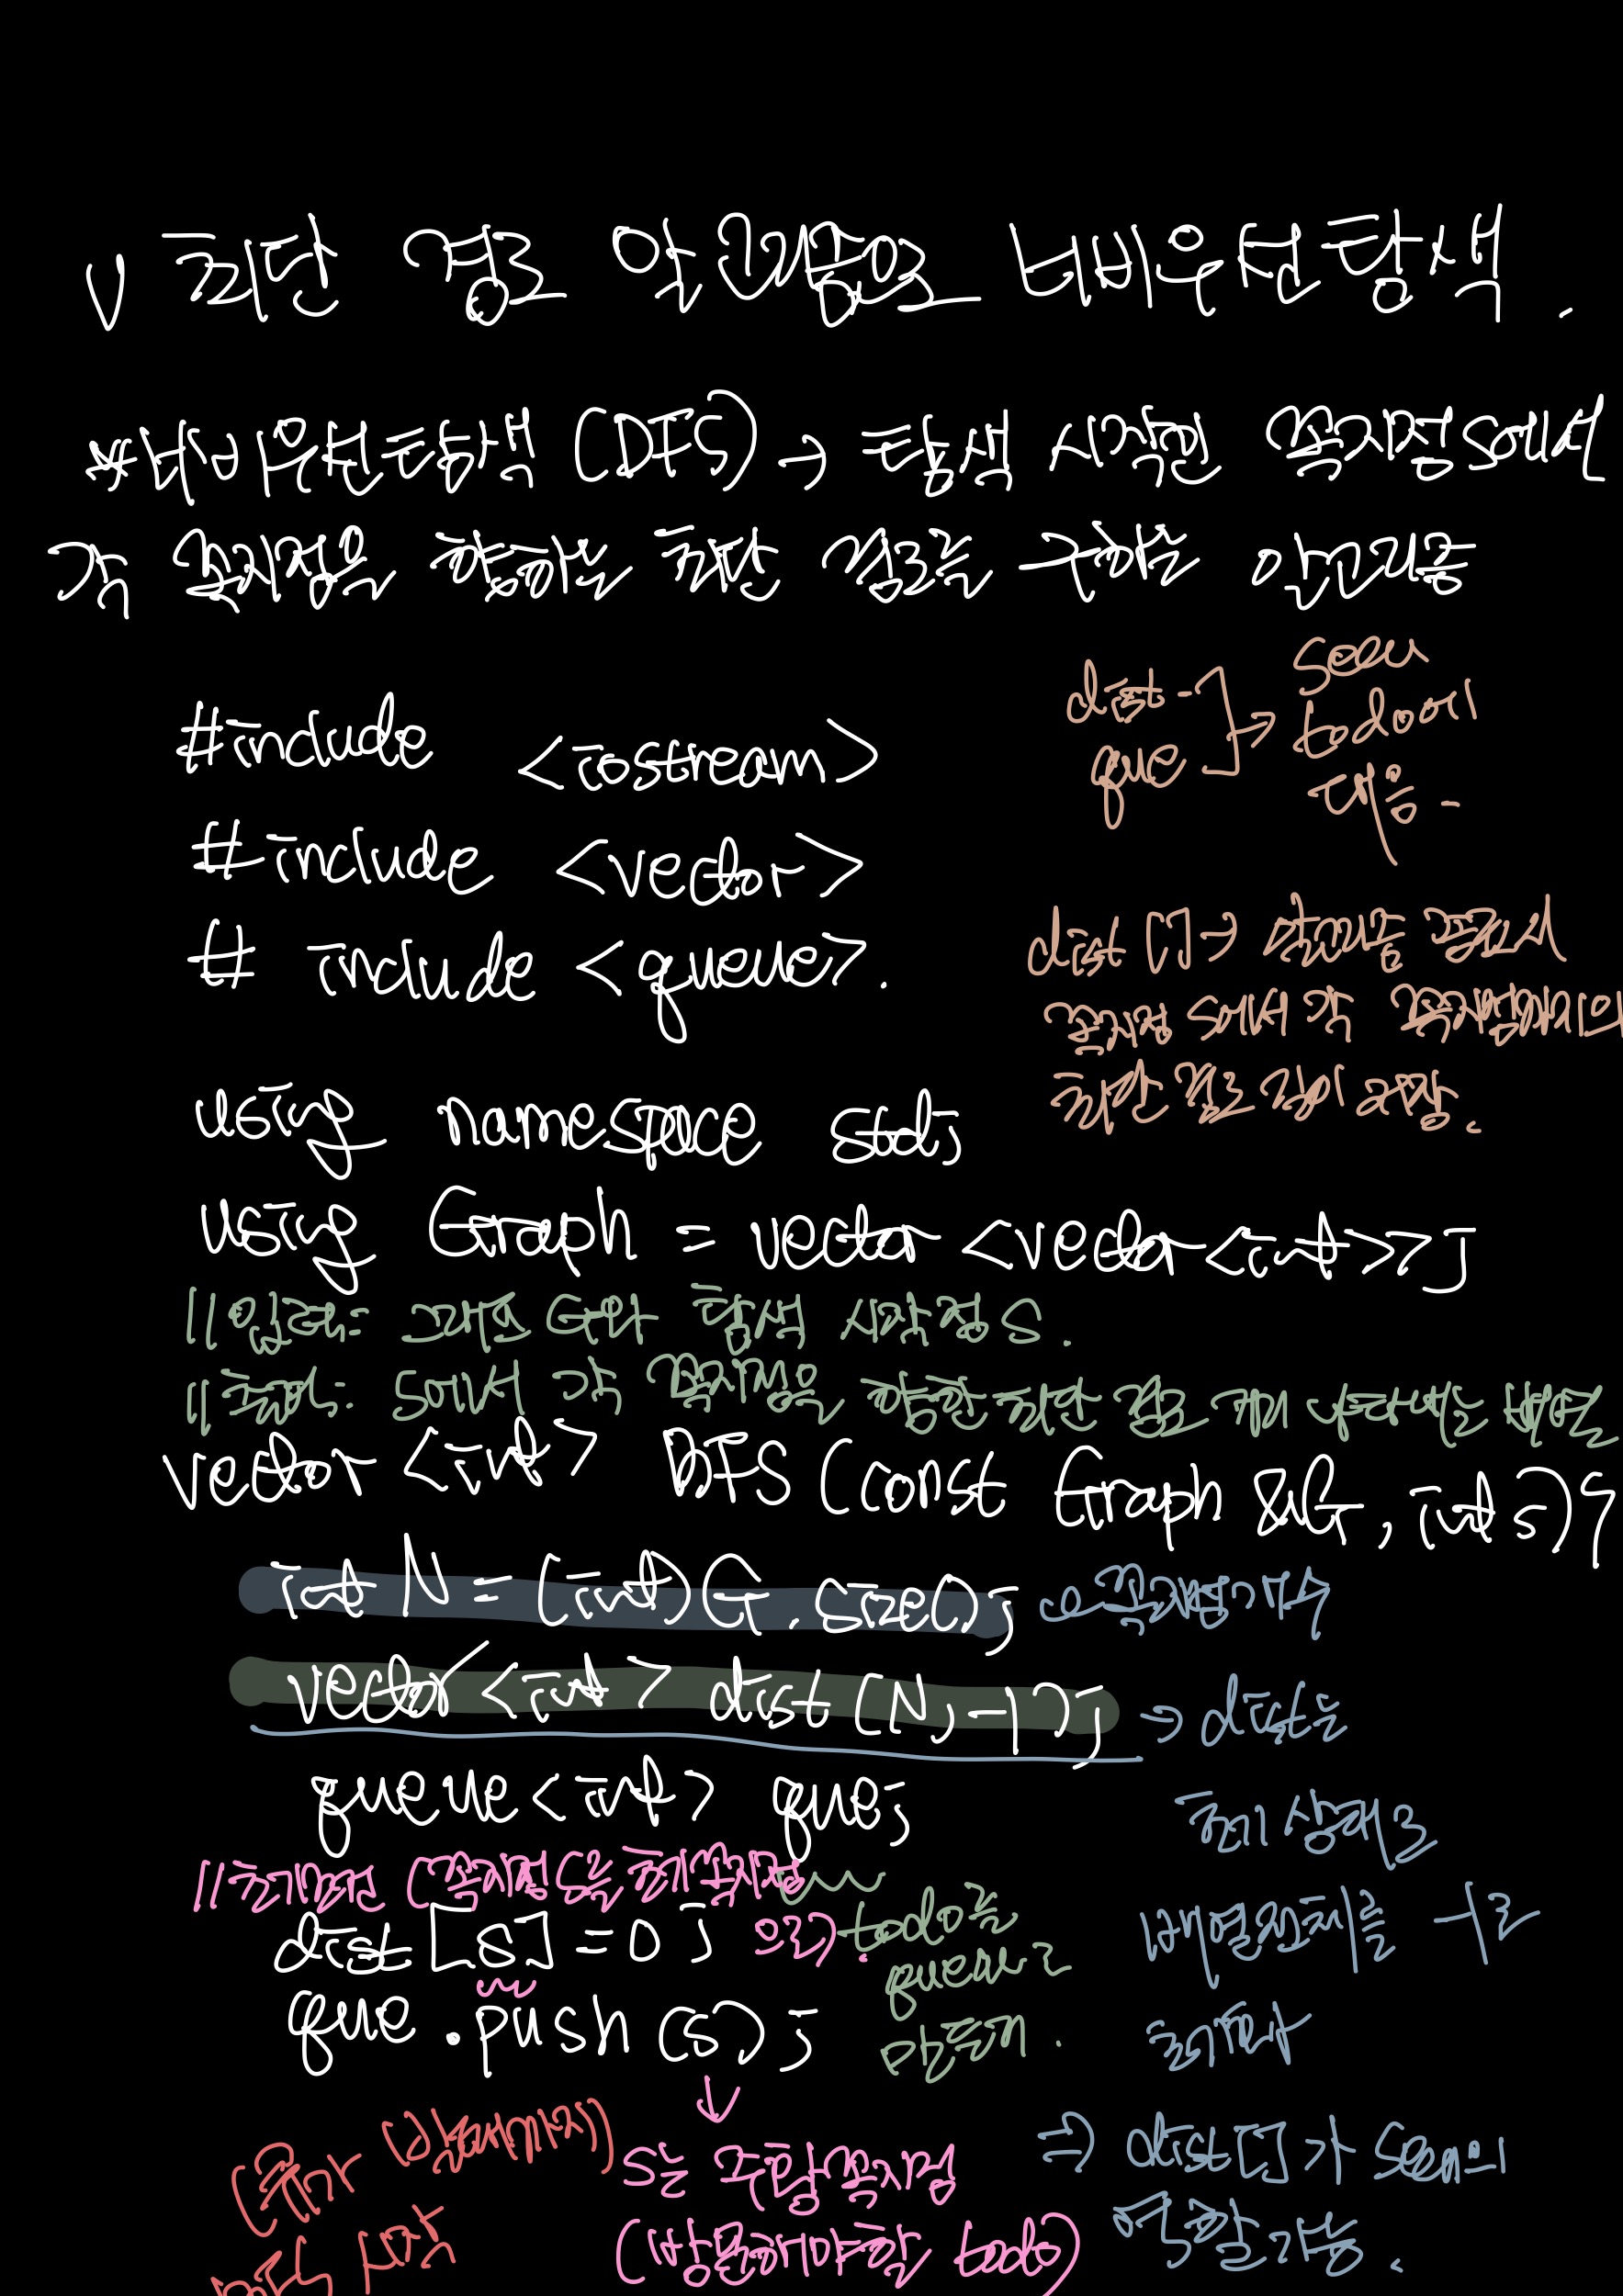 V 최단 경로 알고리즘으로 너비우선탐색.
*너비우선탐색 (DFS) → 탐색 시작인 꼭지점 S에서
각 꼭지점을 향하는 최단 경로를 구하는 알고리즘
dist
que
→
seen
todo에
대응
#include <iostream>
#include <vector>
# include <queue>.
dist [] → 알고리즘 종료시
꼭지점 S에서 각 꼭지점까지의
최단 경로 길이 저장.
using namespace std;
using Graph = vector <vector<int>>;
//입력: 그래프 G와 탐색 시작점 S.
//출력: S에서 각 꼭지점을 향한 최단 경로 나타내는 배열
vector <int> DFS (const Graph &G, int s){
int N = (int)G.size(); 꼭지점개수
vector<int> dist (N,-1); → dist는
초기 상태로
배열전체를 -1로
초기화
queue<int> que;
//초기조건 (꼭지점 S를 초기꼭지점
으로).
dist [s] = 0;
todo를
queue로
만들기.
que.push (s);
↓
S는 주황꼭지점
(방문해야할 todo)
⇒ dist[]가 seen의
역할 가능.
(큐가 빌때까지)
시작